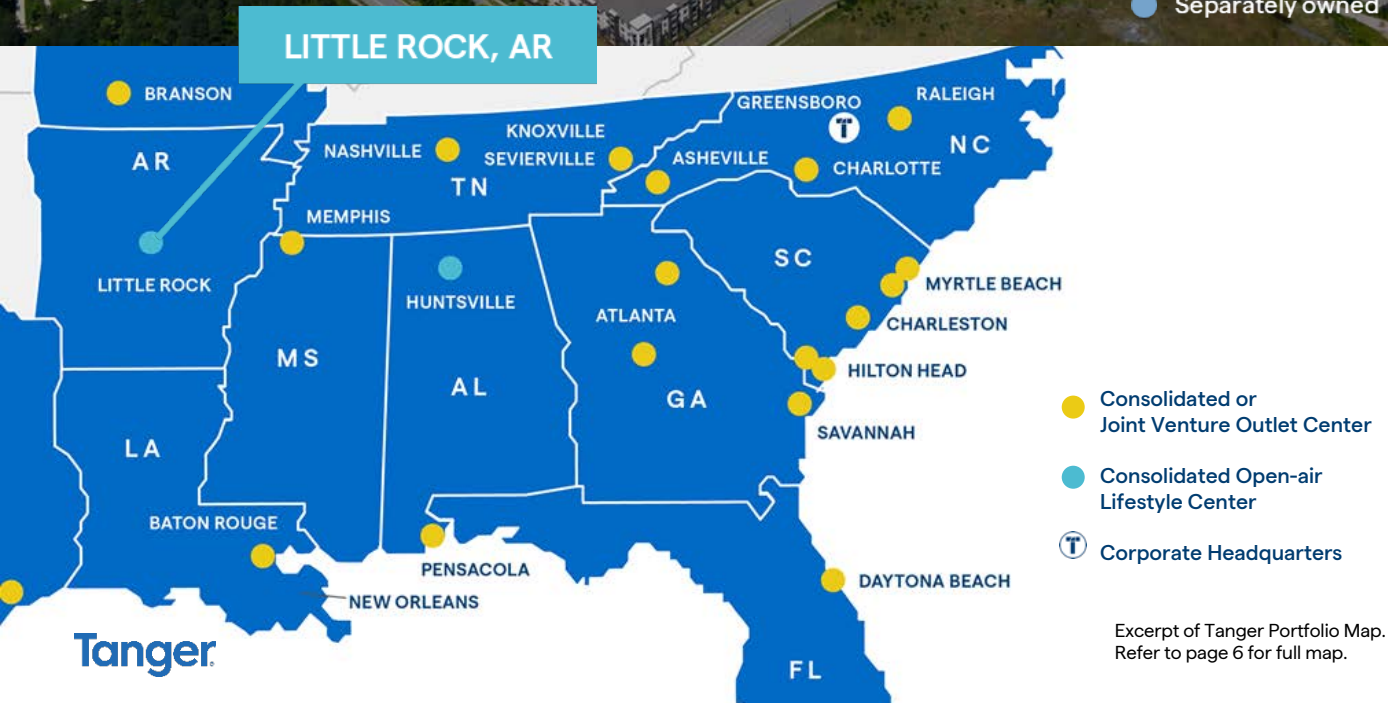 Separately owned
LITTLE ROCK, AR
BRANSON
GREENSBORO
RALEIGH
KNOXVILLE
NASHVILLE
SEVIERVILLE
ASHEVILLE
T
NC
AR
CHARLOTTE
TN
MEMPHIS
SC
LITTLE ROCK
HUNTSVILLE
MYRTLE BEACH
ATLANTA
CHARLESTON
MS
AL
GA
HILTON HEAD
SAVANNAH
LA
BATON ROUGE
PENSACOLA
NEW ORLEANS
DAYTONA BEACH
FL
Consolidated or
Joint Venture Outlet Center
Consolidated Open-air
Lifestyle Center
T
Corporate Headquarters
Excerpt of Tanger Portfolio Map.
Refer to page 6 for full map.
Tanger